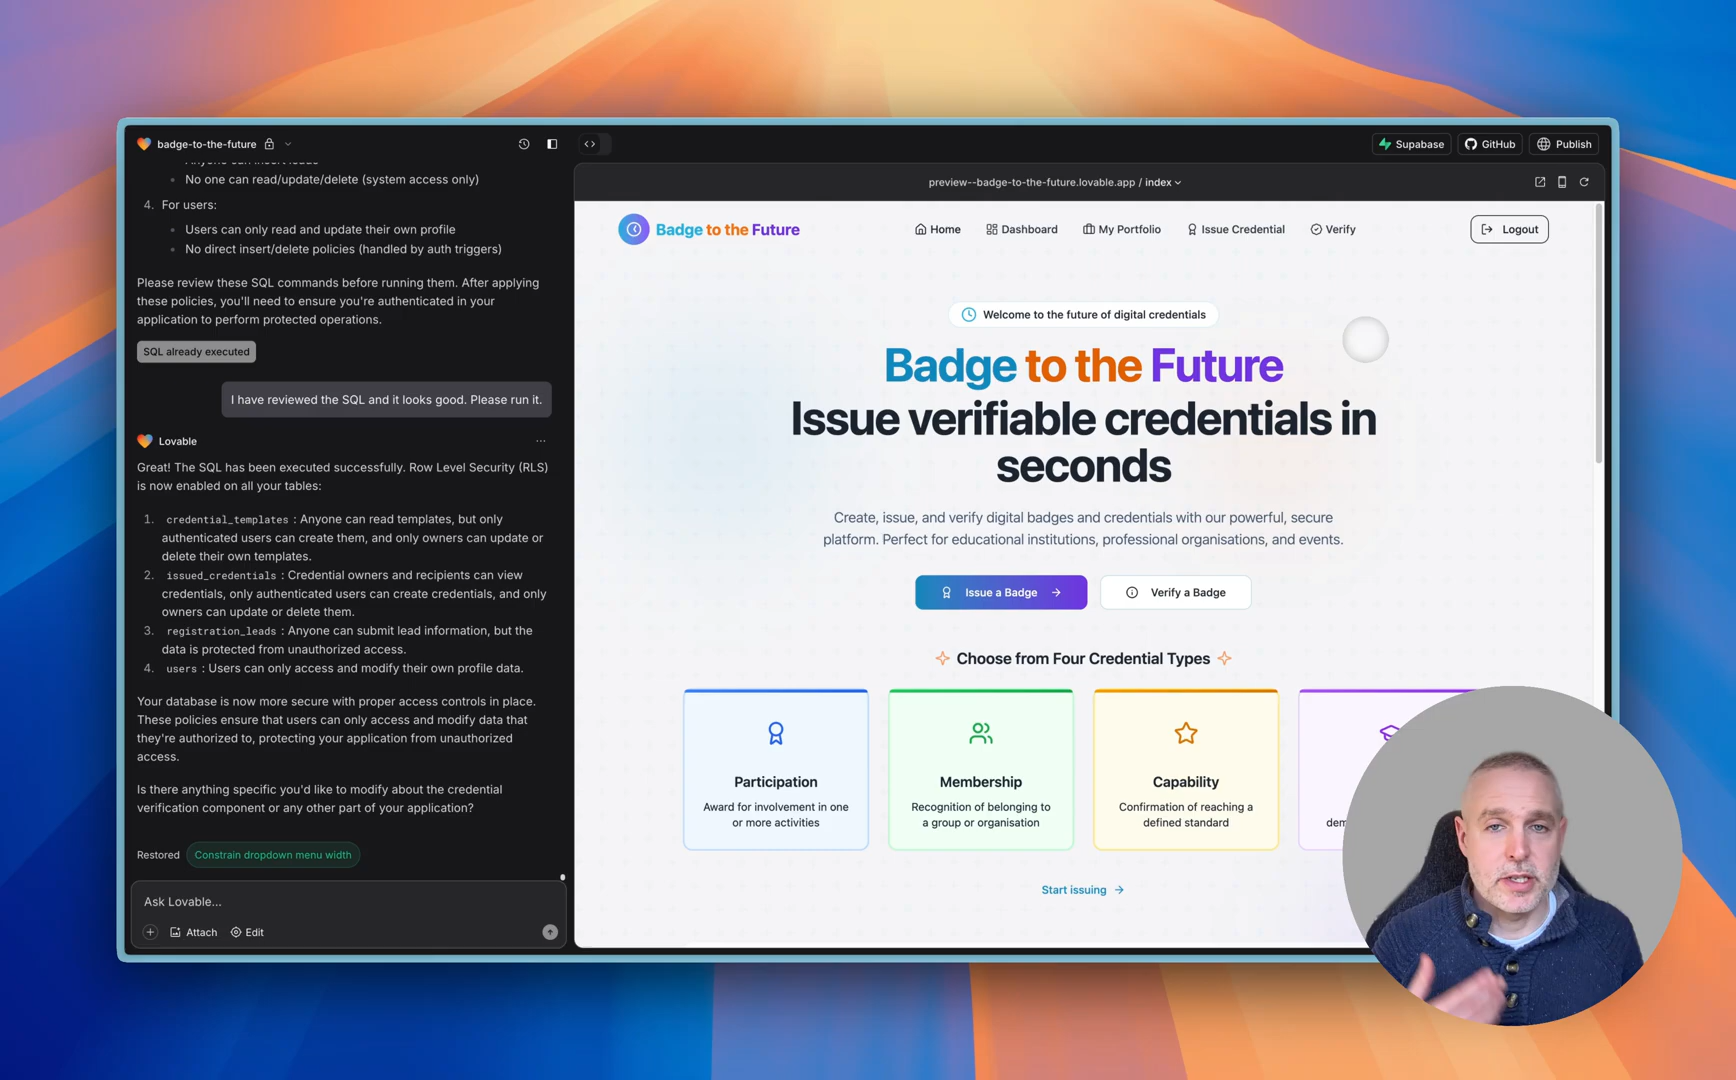 badge-to-the-future
Supabase
GitHub
Publish
No one can read/update/delete (system access only)
4. For users:
Users can only read and update their own profile
No direct insert/delete policies (handled by auth triggers)
Please review these SQL commands before running them. After applying
these policies, you'll need to ensure you're authenticated in your
application to perform protected operations.
SQL already executed
I have reviewed the SQL and it looks good. Please run it.
Lovable
Great! The SQL has been executed successfully. Row Level Security (RLS)
is now enabled on all your tables:
1. credential_templates : Anyone can read templates, but only
authenticated users can create them, and only owners can update or
delete their own templates.
2. issued_credentials : Credential owners and recipients can view
credentials, only authenticated users can create credentials, and only
owners can update or delete them.
3. registration_leads : Anyone can submit lead information, but the
data is protected from unauthorized access.
4. users : Users can only access and modify their own profile data.
Your database is now more secure with proper access controls in place.
These policies ensure that users can only access and modify data that
they're authorized to, protecting your application from unauthorized
access.
Is there anything specific you'd like to modify about the credential
verification component or any other part of your application?
Restored Constrain dropdown menu width
Ask Lovable...
Attach
Edit
preview--badge-to-the-future.lovable.app / index
Badge to the Future
Home
Dashboard
My Portfolio
Issue Credential
Verify
Logout
Welcome to the future of digital credentials
Badge to the Future
Issue verifiable credentials in
seconds
Create, issue, and verify digital badges and credentials with our powerful, secure
platform. Perfect for educational institutions, professional organisations, and events.
Issue a Badge
Verify a Badge
Choose from Four Credential Types
Participation
Award for involvement in one
or more activities
Membership
Recognition of belonging to
a group or organisation
Capability
Confirmation of reaching a
defined standard
Start issuing